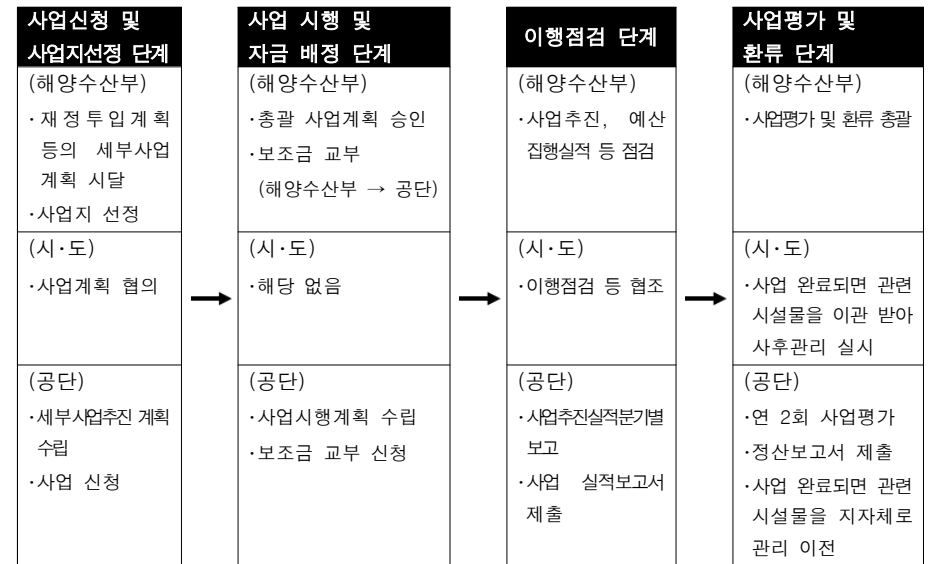 사업신청 및
사업지선정 단계
(해양수산부)
·재정투입계획
등의 세부사업
계획 시달
·사업지 선정
(시·도)
·사업계획 협의
(공단)
·세부사업추진 계획
수립
·사업 신청
사업 시행 및
자금 배정 단계
(해양수산부)
·총괄 사업계획 승인
·보조금 교부
(해양수산부 → 공단)
(시·도)
·해당 없음
(공단)
·사업시행계획 수립
·보조금 교부 신청
이행점검 단계
(해양수산부)
·사업추진, 예산
집행실적 등 점검
(시·도)
·이행점검 등 협조
(공단)
·사업추진실적분기별
보고
·사업 실적보고서
제출
사업평가 및
환류 단계
(해양수산부)
·사업평가 및 환류 총괄
(시·도)
·사업 완료되면 관련
시설물을 이관 받아
사후관리 실시
(공단)
·연 2회 사업평가
·정산보고서 제출
·사업 완료되면 관련
시설물을 지자체로
관리 이전